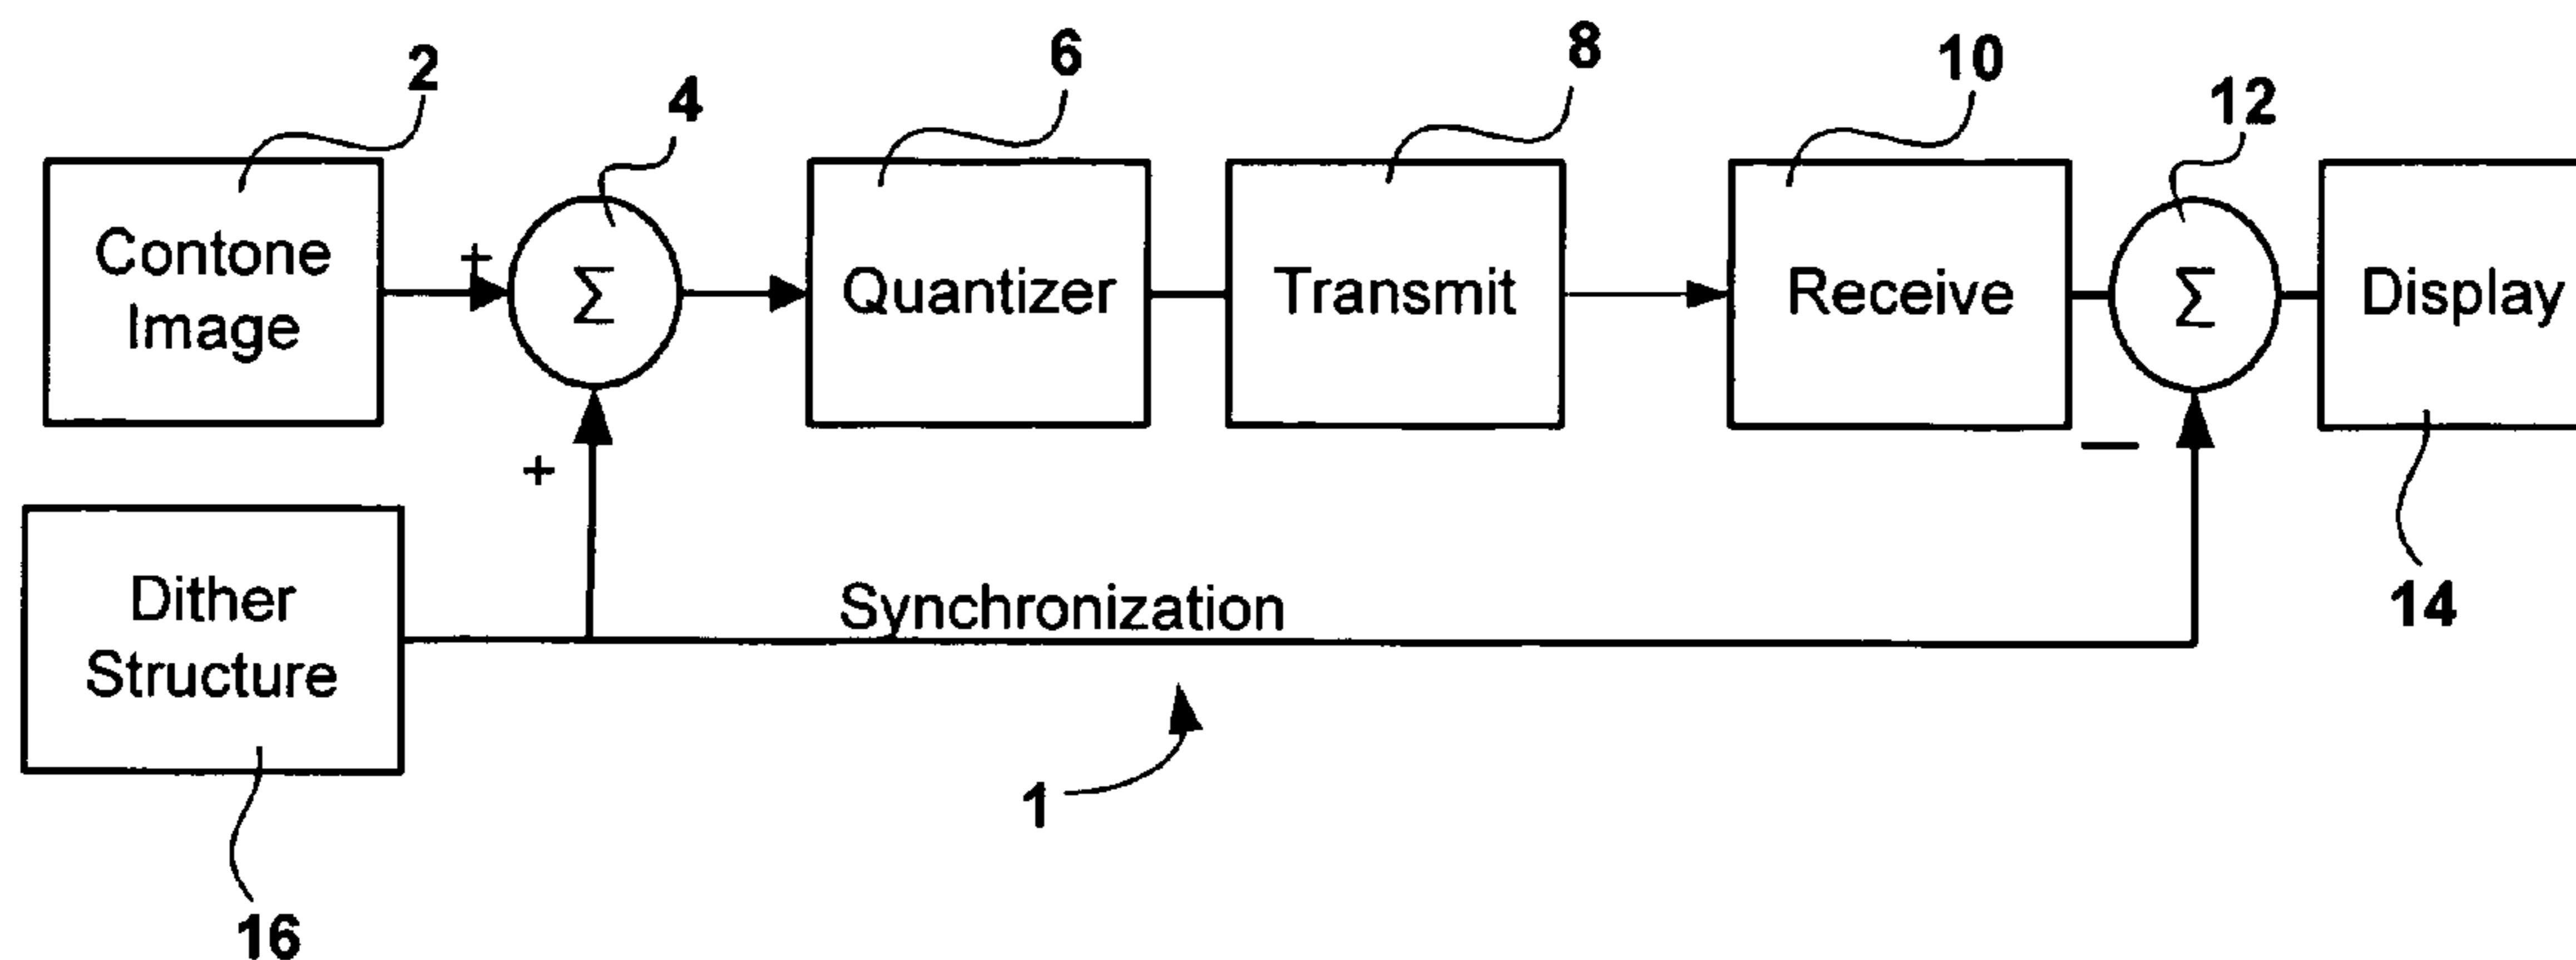 2
4
6
8
10
12
Contone
Image
+
Σ
Quantizer
Transmit
Receive
Σ
Display
+
—
Dither
Structure
Synchronization
14
1
16